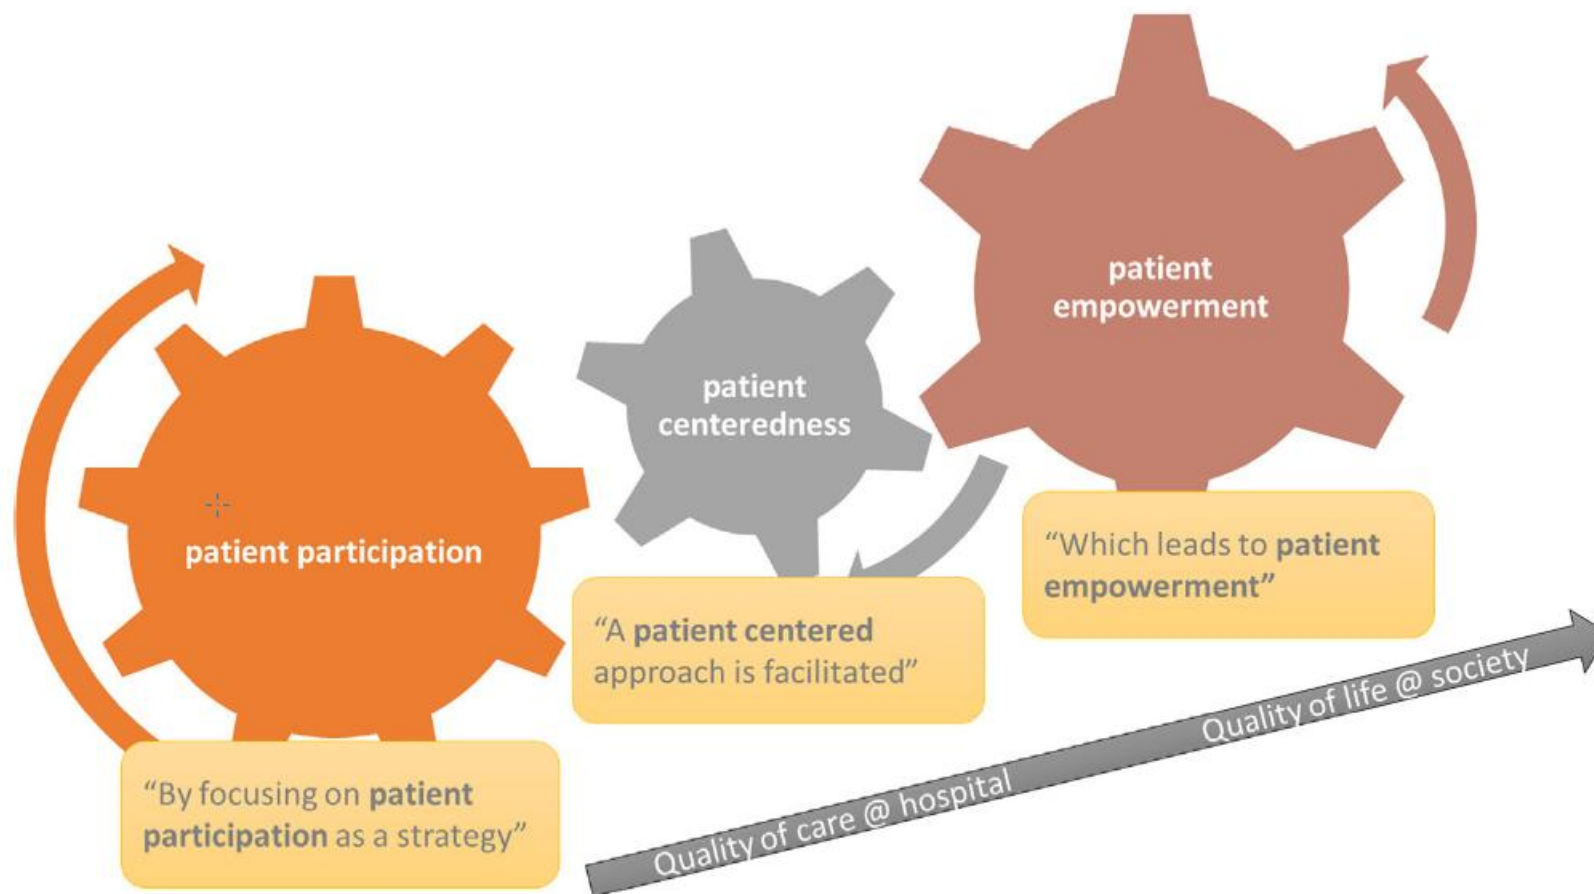 patient participation
patient
centeredness
patient
empowerment
“By focusing on patient
participation as a strategy”
“A patient centered
approach is facilitated”
“Which leads to patient
empowerment”
Quality of care @ hospital
Quality of life @ society